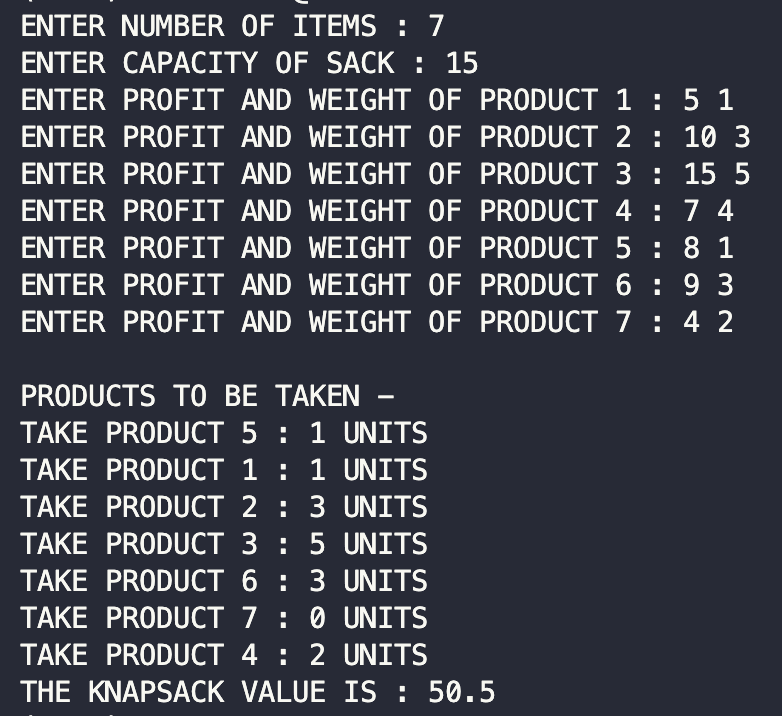 ENTER NUMBER OF ITEMS : 7
ENTER CAPACITY OF SACK : 15
ENTER PROFIT AND WEIGHT OF PRODUCT 1 : 5 1
ENTER PROFIT AND WEIGHT OF PRODUCT 2 : 10 3
ENTER PROFIT AND WEIGHT OF PRODUCT 3 : 15 5
ENTER PROFIT AND WEIGHT OF PRODUCT 4 : 7 4
ENTER PROFIT AND WEIGHT OF PRODUCT 5 : 8 1
ENTER PROFIT AND WEIGHT OF PRODUCT 6 : 9 3
ENTER PROFIT AND WEIGHT OF PRODUCT 7 : 4 2
PRODUCTS TO BE TAKEN –
TAKE PRODUCT 5 : 1 UNITS
TAKE PRODUCT 1 : 1 UNITS
TAKE PRODUCT 2 : 3 UNITS
TAKE PRODUCT 3 : 5 UNITS
TAKE PRODUCT 6 : 3 UNITS
TAKE PRODUCT 7 : 0 UNITS
TAKE PRODUCT 4 : 2 UNITS
THE KNAPSACK VALUE IS : 50.5